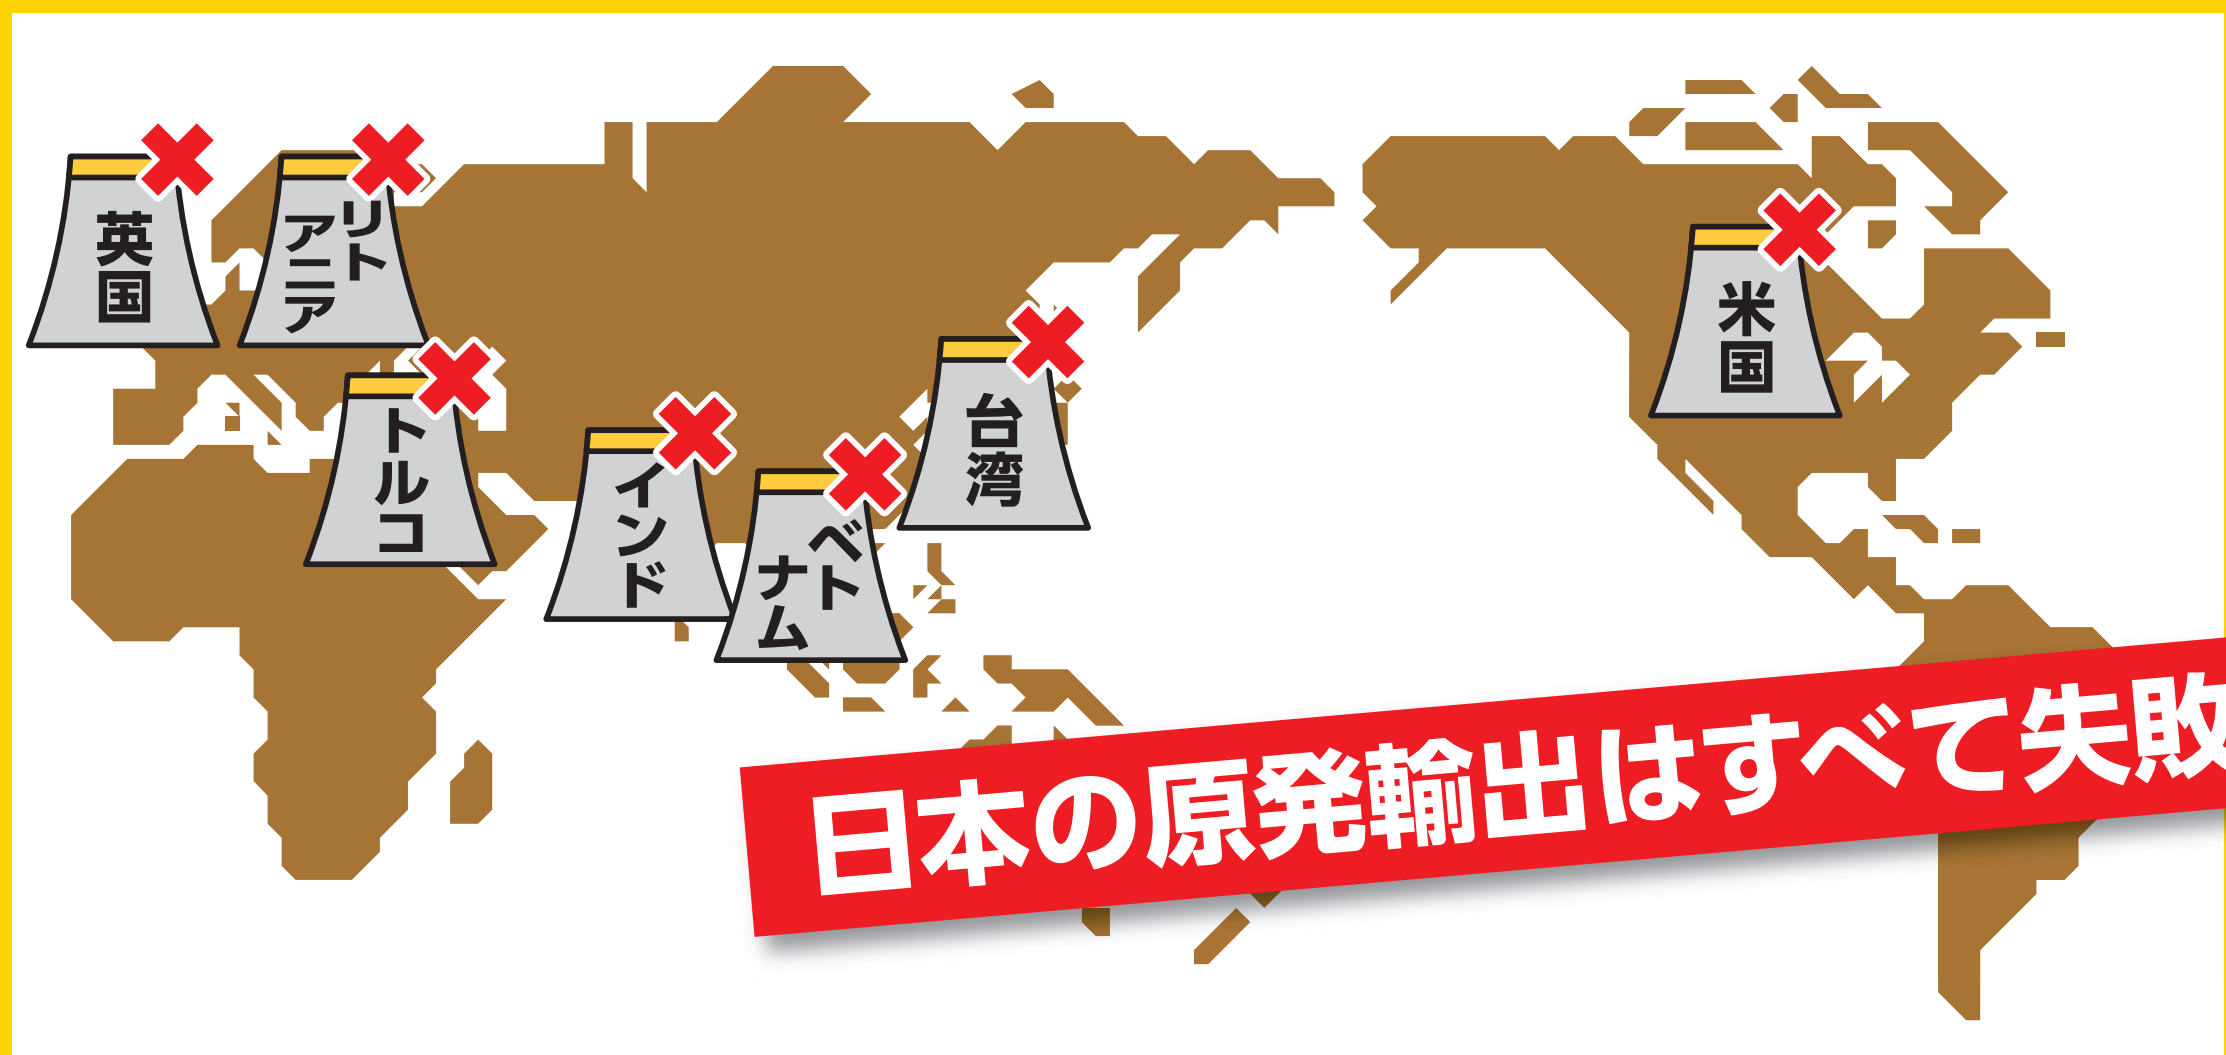 英国
リト
アニア
トルコ
インド
ベト
ナム
台湾
米国
日本の原発輸出はすべて失敗